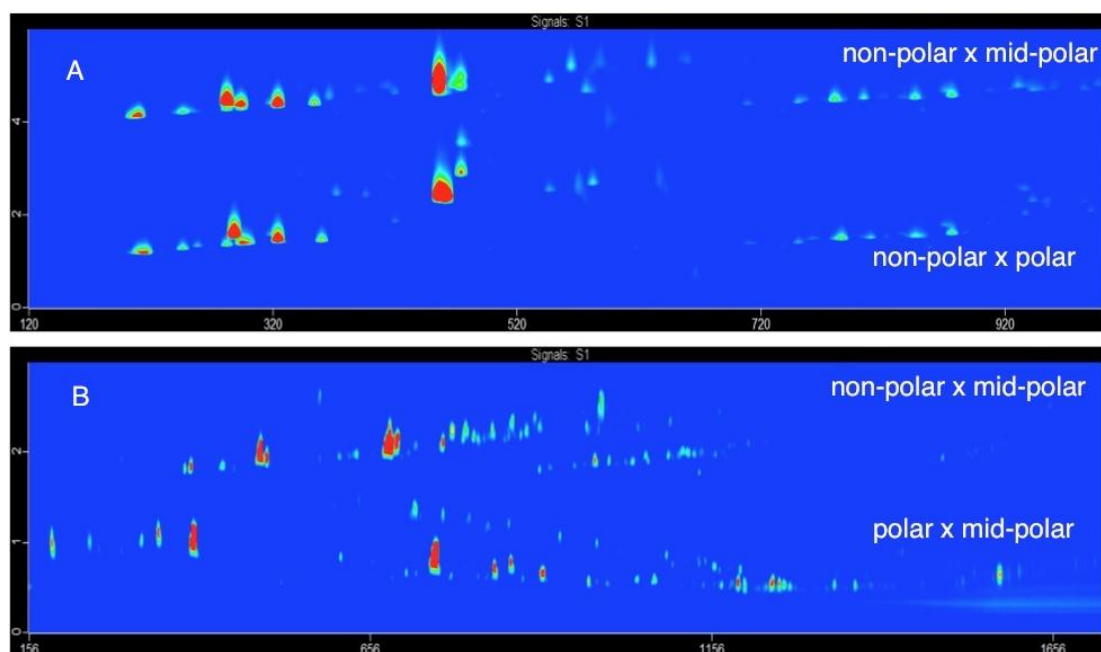 Signals: S1
A
non-polar x mid-polar
4
2
non-polar x polar
0
120 320 520 720 920
Signals: S1
B
non-polar x mid-polar
2
polar x mid-polar
1
0
156 656 1156 1656